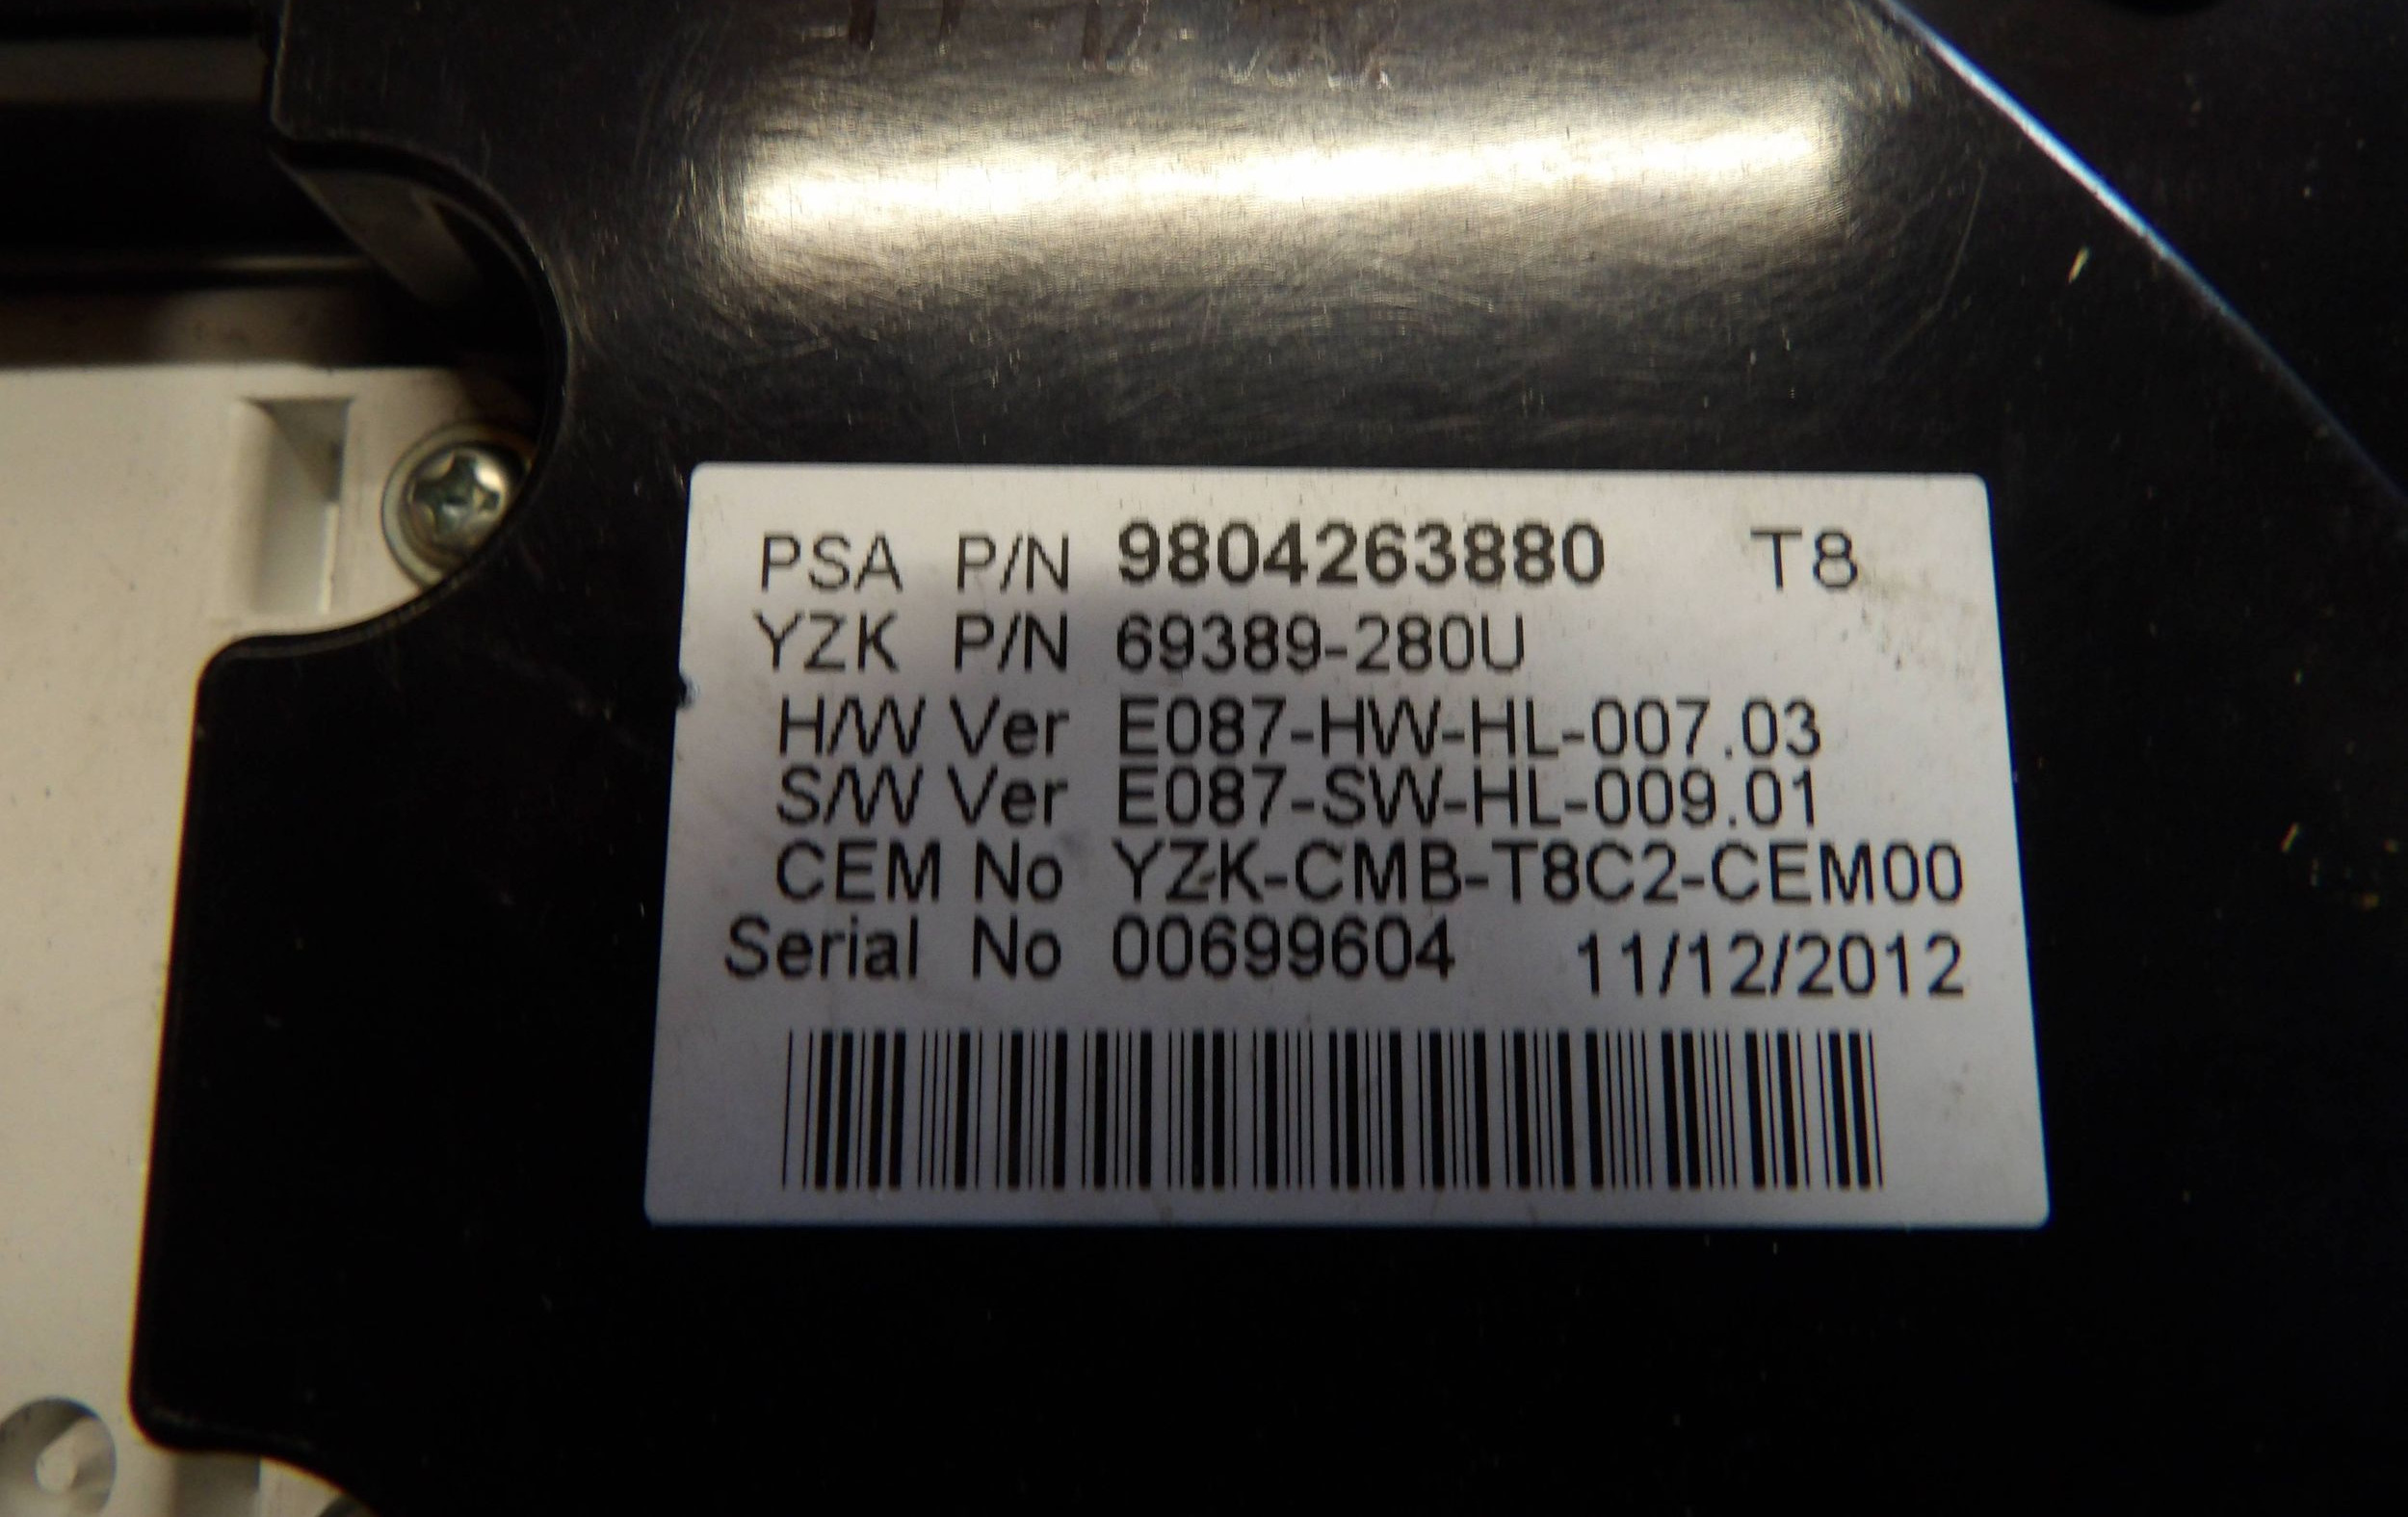 PSA P/N 9804263880 T8
YZK P/N 69389-280U
H/W Ver E087-HW-HL-007.03
S/W Ver E087-SW-HL-009.01
CEM No YZK-CMB-T8C2-CEM00
Serial No 00699604 11/12/2012